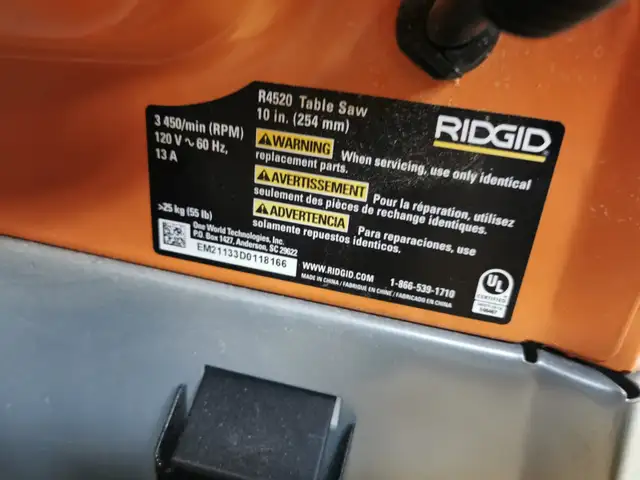 R4520 Table Saw
10 in. (254 mm)
RIDGID
3 450/min (RPM)
120 V ~ 60 Hz,
13 A
>25 kg (55 lb)
WARNING When servicing, use only identical
replacement parts.
AVERTISSEMENT Pour la réparation, utilisez
seulement des pièces de rechange identiques.
ADVERTENCIA Para reparaciones, use
solamente repuestos identicos.
One World Technologies, Inc.
P.O. Box 1427, Anderson, SC 29622
EM21133D0118166
WWW.RIDGID.COM 1-866-539-1710
MADE IN CHINA / FABRIQUÉ EN CHINE / FABRICADO EN CHINA
UL
CERTIFIED